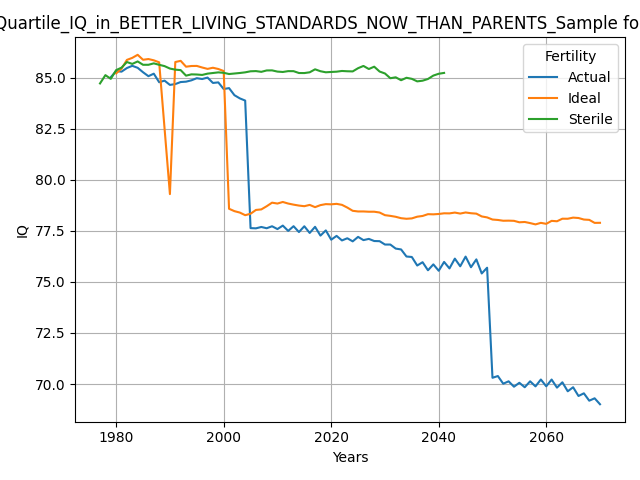 Quartile_IQ_in_BETTER_LIVING_STANDARDS_NOW_THAN_PARENTS_Sample fo
Fertility
Actual
Ideal
Sterile
85.0
82.5
80.0
77.5
75.0
72.5
70.0
IQ
1980
2000
2020
2040
2060
Years